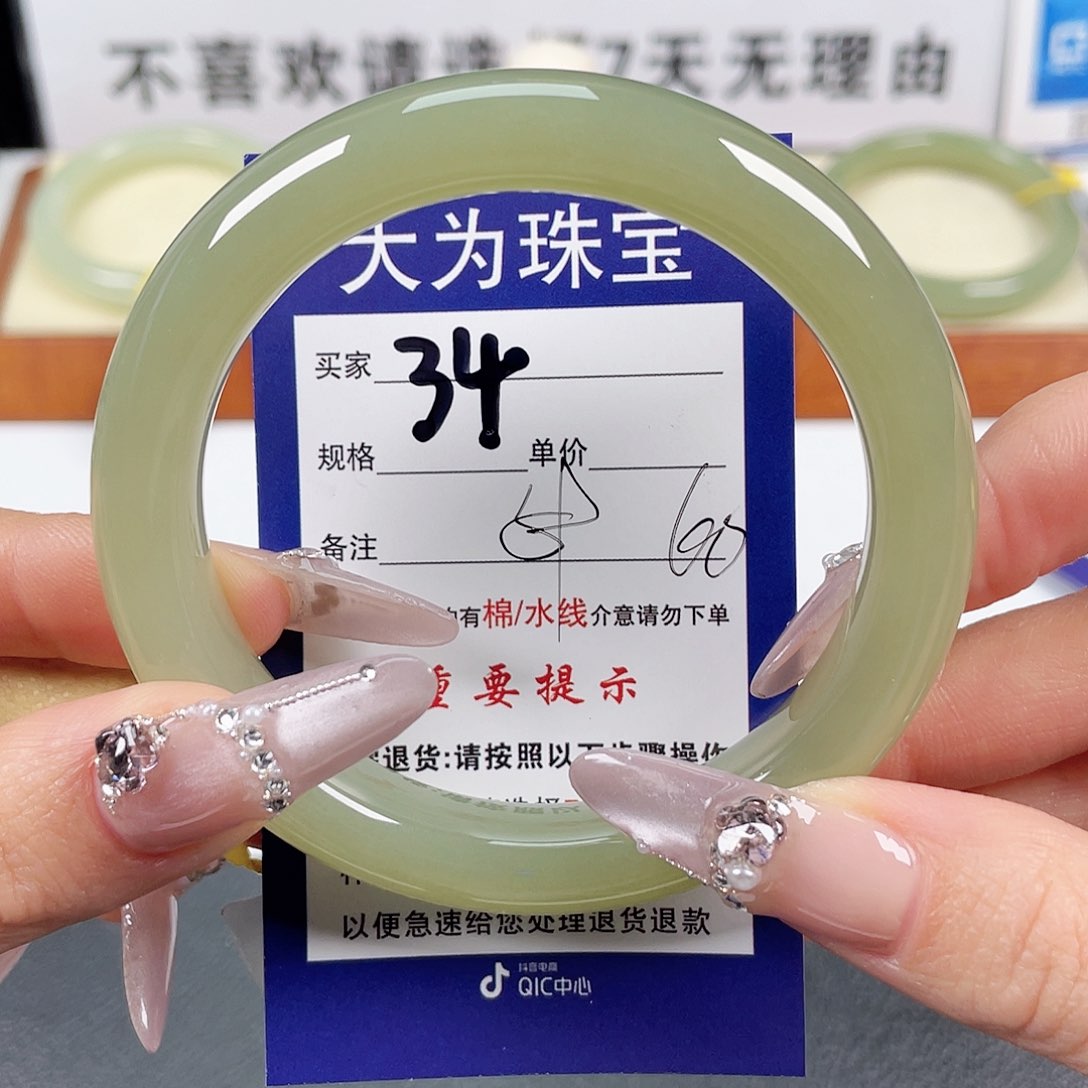 不喜欢请选 7天无理由
大为珠宝
买家 34
规格 单价
备注
有棉/水线介意请勿下单
重要提示
退货:请按照以下步骤操作
以便急速给您处理退货退款
抖音电商
QIC中心